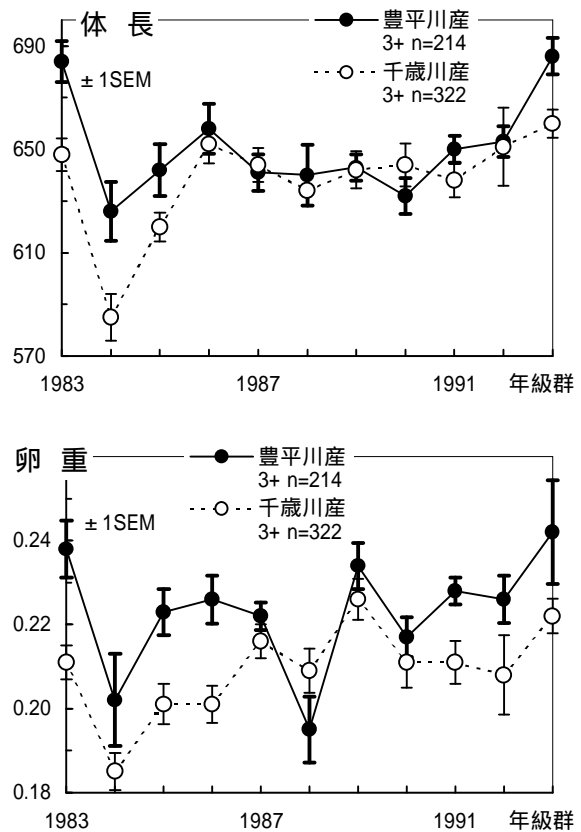 体 長
豊平川産
3+ n=214
千歳川産
3+ n=322
± 1SEM
690
650
610
570
1983 1987 1991 年級群
卵 重
豊平川産
3+ n=214
千歳川産
3+ n=322
± 1SEM
0.24
0.22
0.20
0.18
1983 1987 1991 年級群